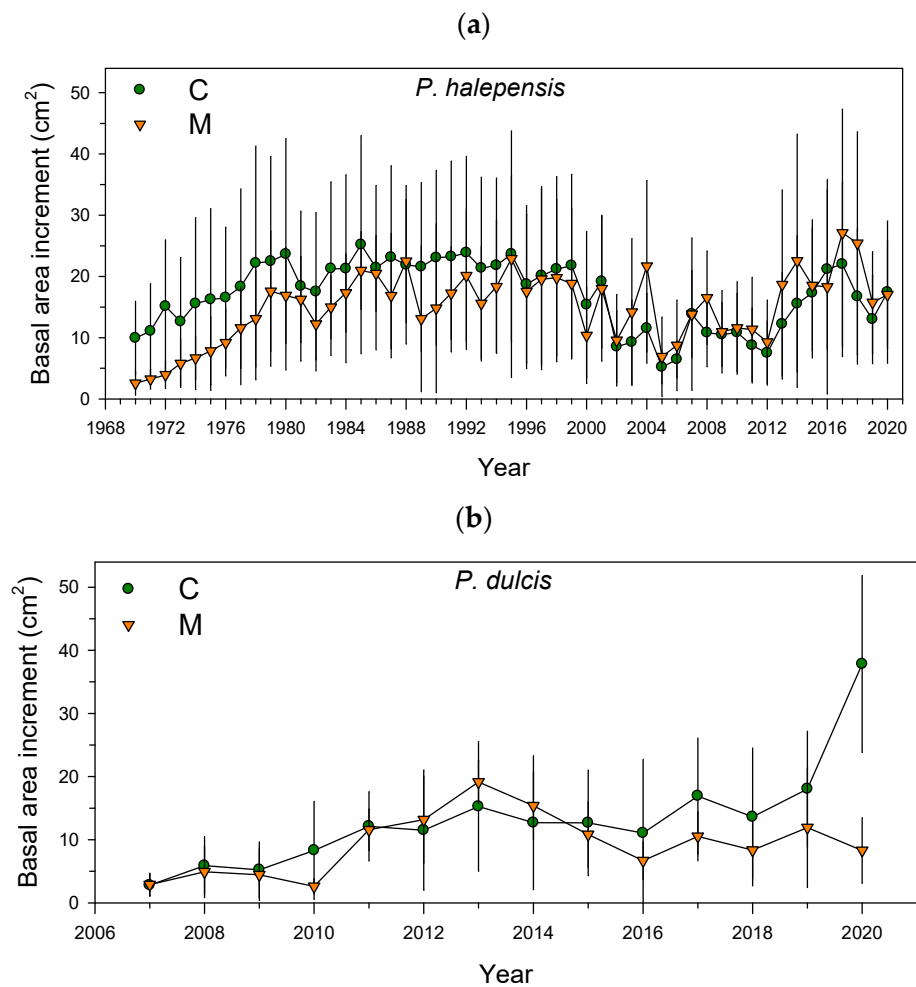 (a)
P. halepensis
C
M
Basal area increment (cm²)
50
40
30
20
10
0
1968 1972 1976 1980 1984 1988 1992 1996 2000 2004 2008 2012 2016 2020
Year
(b)
P. dulcis
C
M
Basal area increment (cm²)
50
40
30
20
10
0
2006 2008 2010 2012 2014 2016 2018 2020
Year